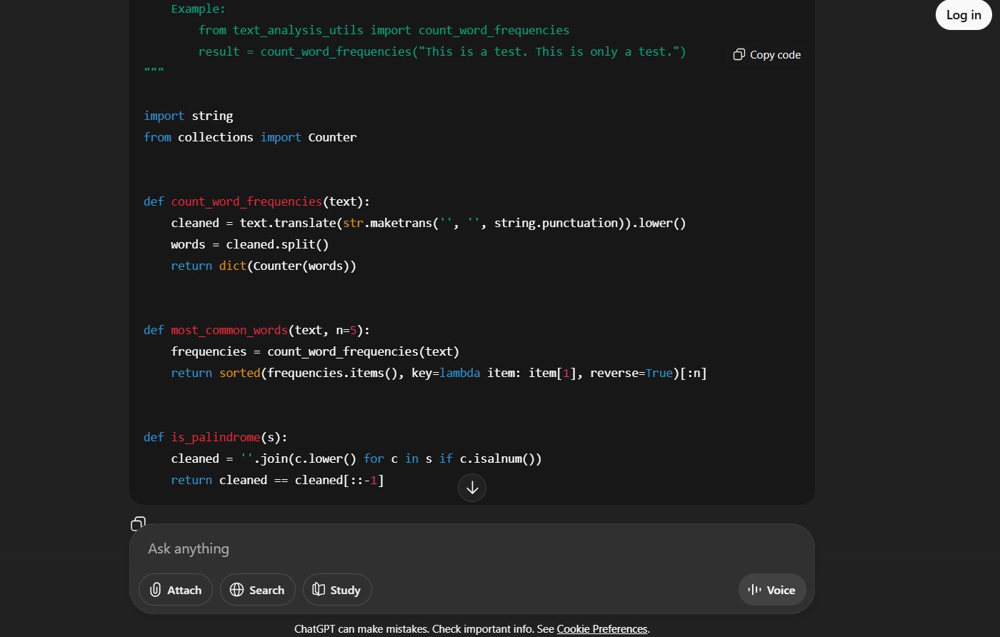 Log in
Example:
from text_analysis_utils import count_word_frequencies
result = count_word_frequencies("This is a test. This is only a test.")
Copy code
"""
import string
from collections import Counter
def count_word_frequencies(text):
cleaned = text.translate(str.maketrans('', '', string.punctuation)).lower()
words = cleaned.split()
return dict(Counter(words))
def most_common_words(text, n=5):
frequencies = count_word_frequencies(text)
return sorted(frequencies.items(), key=lambda item: item[1], reverse=True)[:n]
def is_palindrome(s):
cleaned = ''.join(c.lower() for c in s if c.isalnum())
return cleaned == cleaned[::-1]
Ask anything
Attach
Search
Study
Voice
ChatGPT can make mistakes. Check important info. See Cookie Preferences.